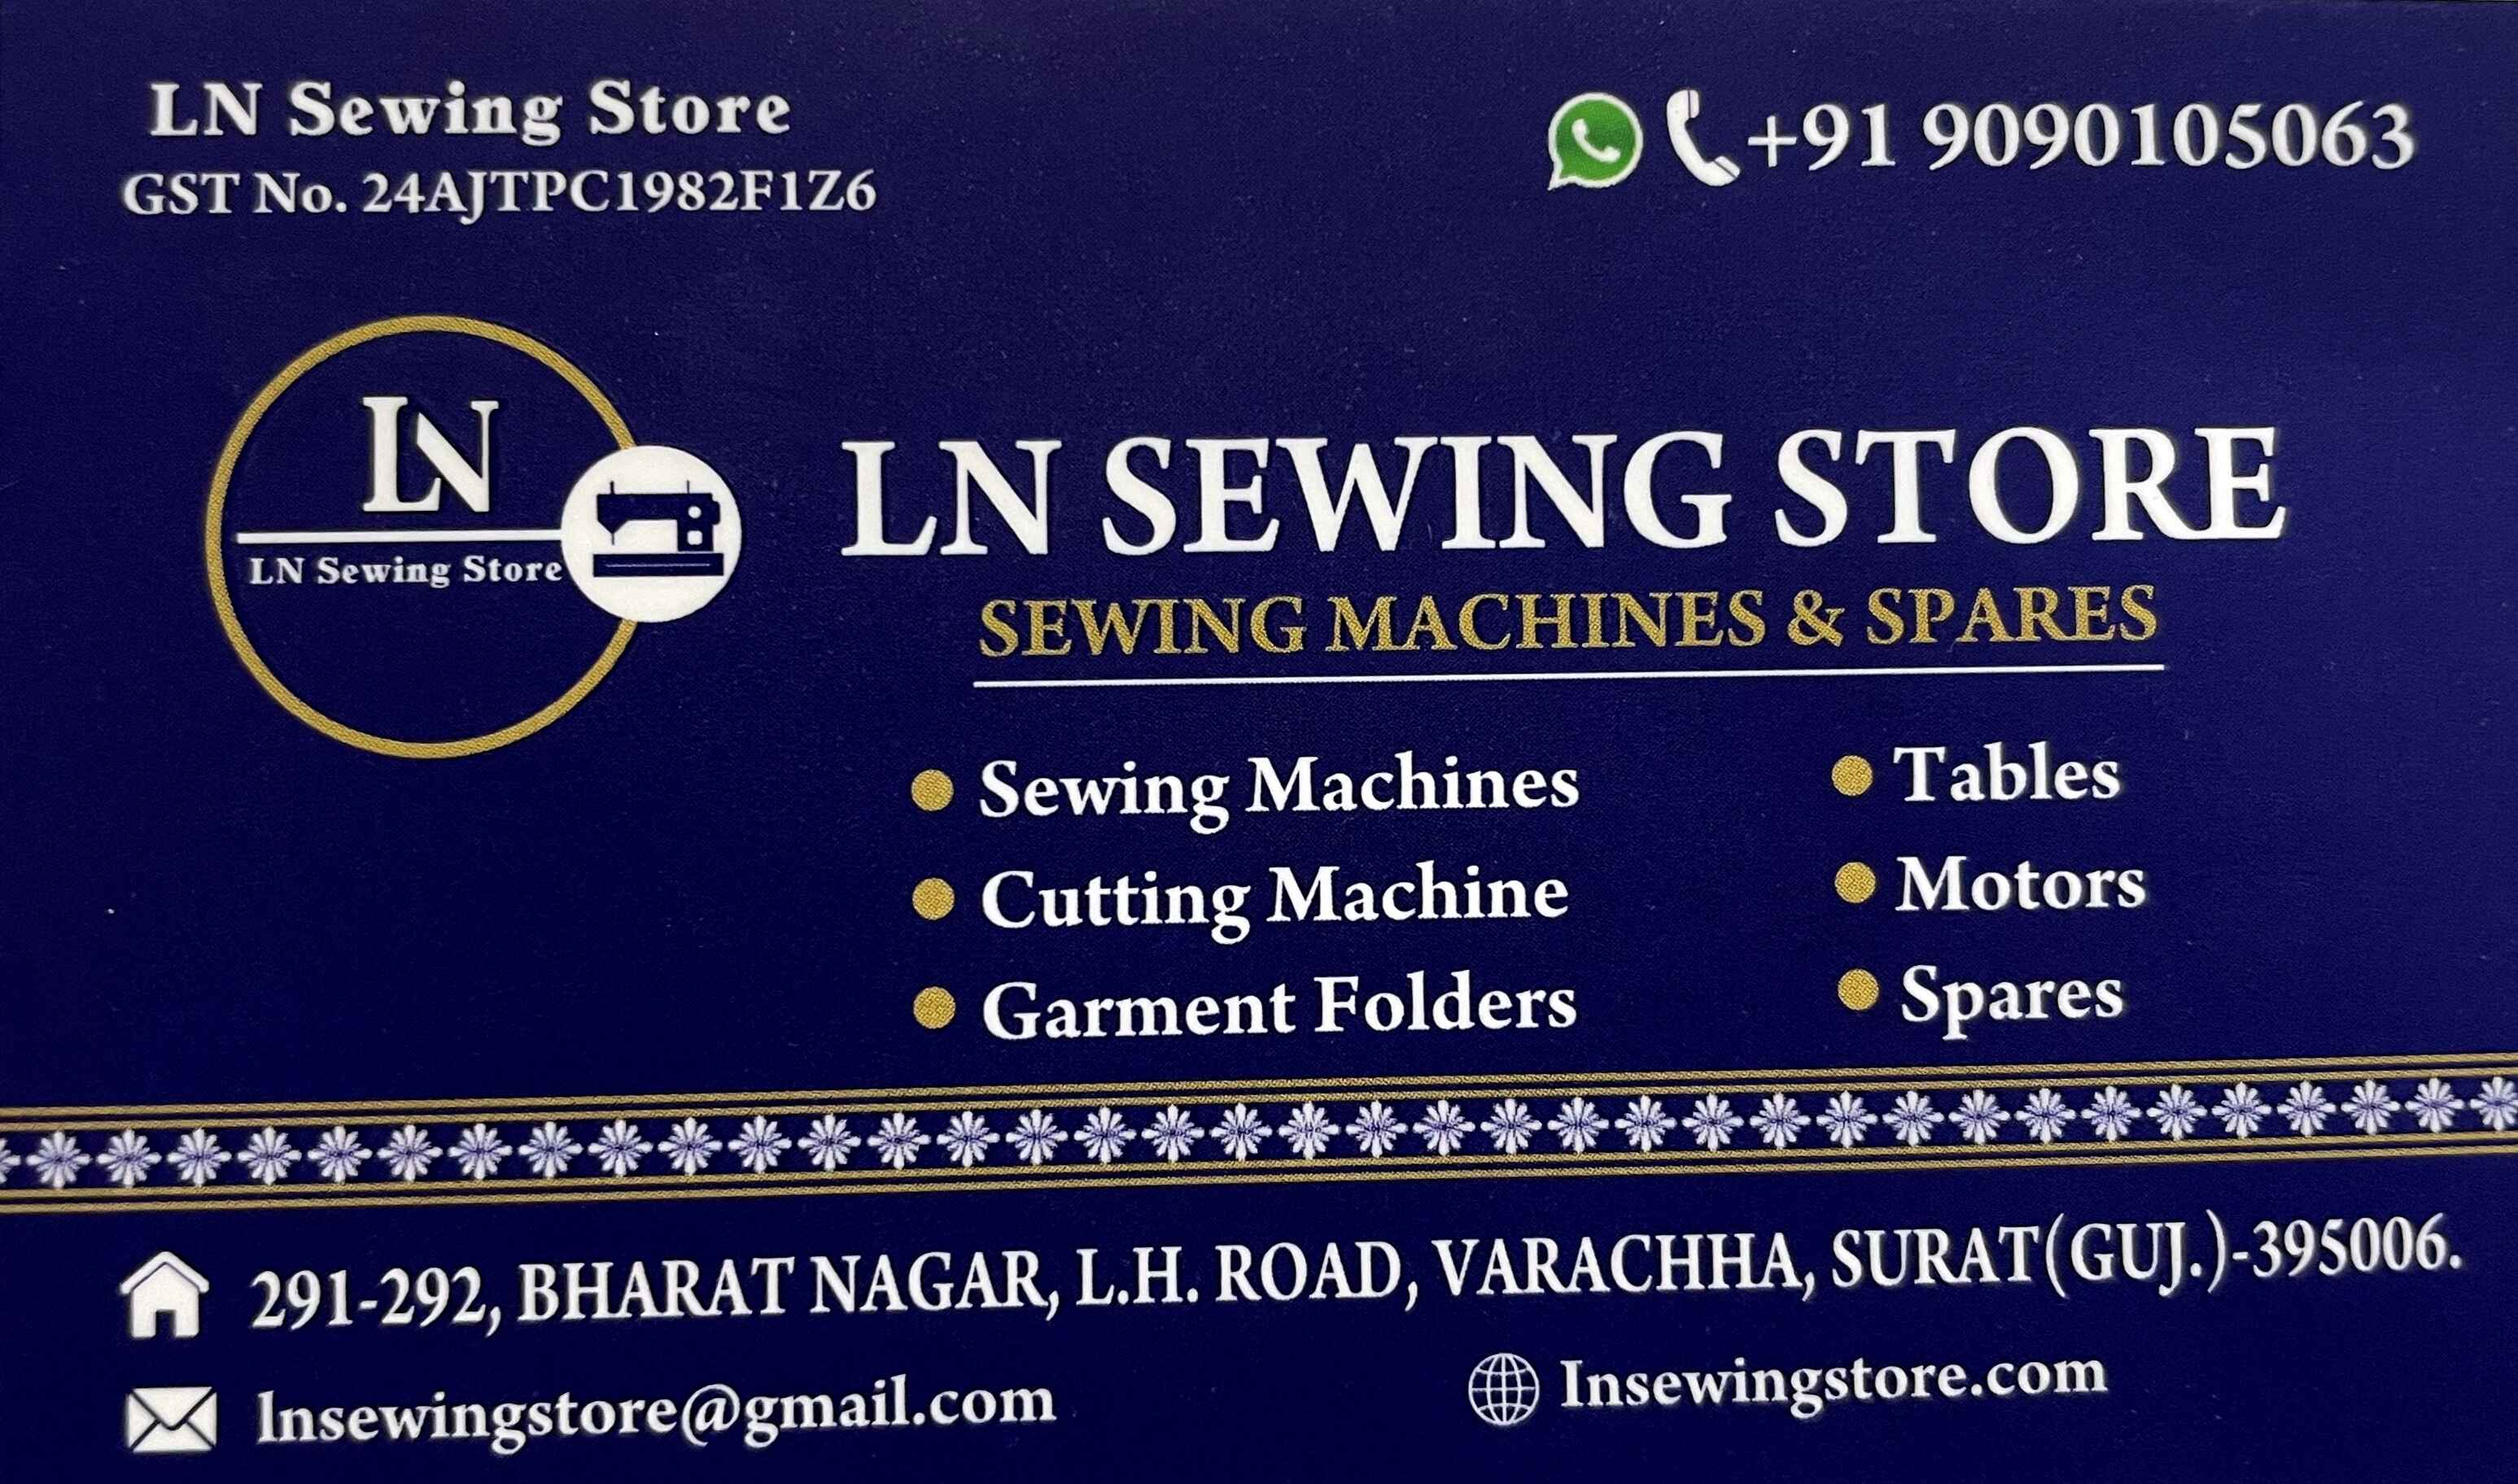 LN Sewing Store
GST No. 24AJTPC1982F1Z6
+91 9090105063
LN
LN Sewing Store
LN SEWING STORE
SEWING MACHINES & SPARES
Sewing Machines
Cutting Machine
Garment Folders
Tables
Motors
Spares
291-292, BHARAT NAGAR, L.H. ROAD, VARACHHA, SURAT(GUJ.)-395006.
lnsewingstore@gmail.com
Insewingstore.com